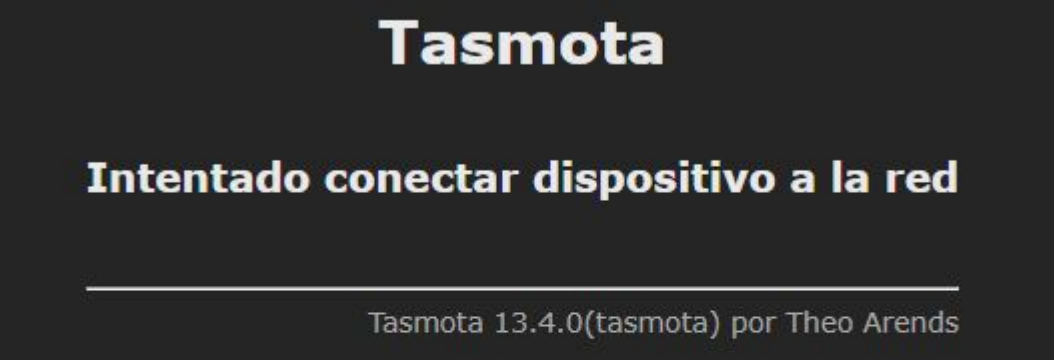 Tasmota
Intentado conectar dispositivo a la red
Tasmota 13.4.0(tasmota) por Theo Arends